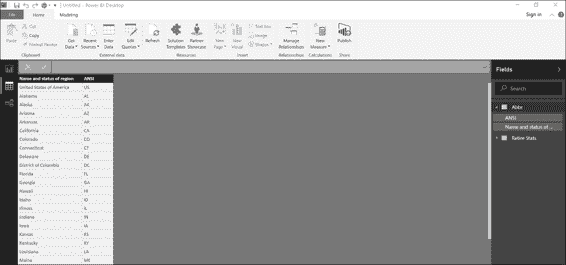 Untitled - Power BI Desktop
Sign in
File Home Modeling
Paste
Cut
Copy
Format Painter
Clipboard
Get Data
Recent Sources
Enter Data
Edit Queries
External data
Refresh
Solution Templates
Partner Showcase
Resources
New Page
New Visual
Text box
Image
Shapes
Insert
Manage Relationships
Relationships
New Measure
Calculations
Publish
Share
Name and status of region ANSI
United States of America US
Alabama AL
Alaska AK
Arizona AZ
Arkansas AR
California CA
Colorado CO
Connecticut CT
Delaware DE
District of Columbia DC
Florida FL
Georgia GA
Hawaii HI
Idaho ID
Illinois IL
Indiana IN
Iowa IA
Kansas KS
Kentucky KY
Louisiana LA
Maine ME
Fields
Search
ANSI
Name and status of ...